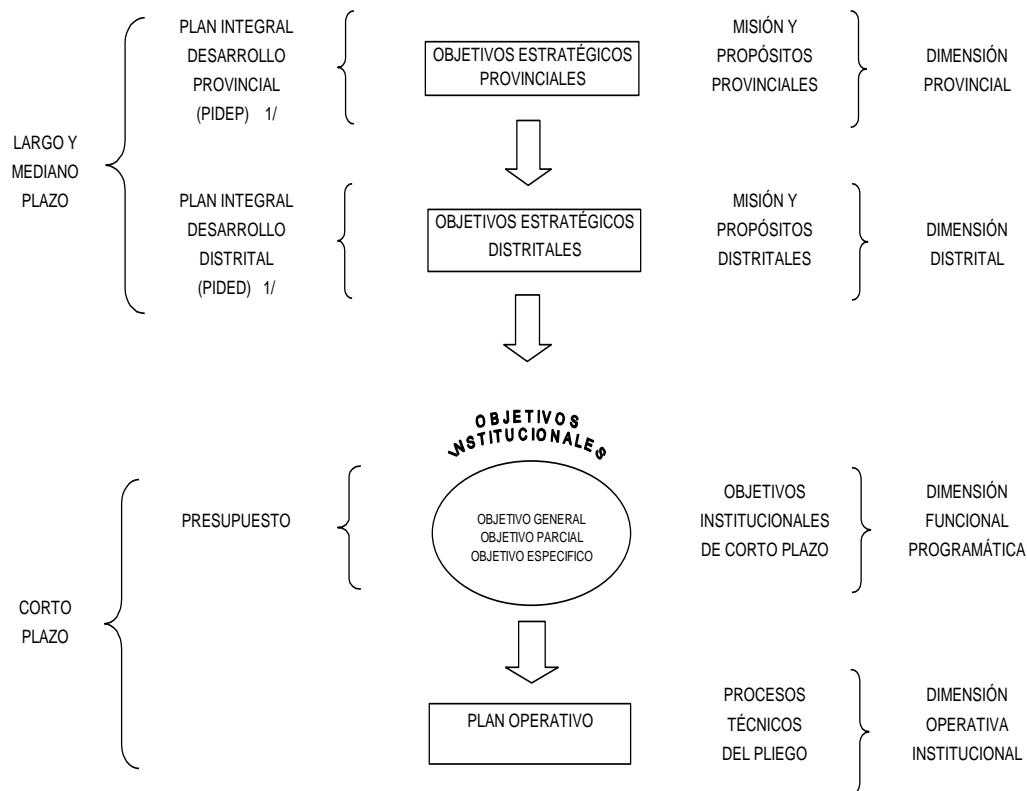 LARGO Y
MEDIANO
PLAZO
PLAN INTEGRAL
DESARROLLO
PROVINCIAL
(PIDEP) 1/
OBJETIVOS ESTRATÉGICOS
PROVINCIALES
MISIÓN Y
PROPÓSITOS
PROVINCIALES
DIMENSIÓN
PROVINCIAL
PLAN INTEGRAL
DESARROLLO
DISTRITAL
(PIDED) 1/
OBJETIVOS ESTRATÉGICOS
DISTRITALES
MISIÓN Y
PROPÓSITOS
DISTRITALES
DIMENSIÓN
DISTRITAL
CORTO
PLAZO
PRESUPUESTO
OBJETIVOS
INSTITUCIONALES
OBJETIVO GENERAL
OBJETIVO PARCIAL
OBJETIVO ESPECIFICO
OBJETIVOS
INSTITUCIONALES
DE CORTO PLAZO
DIMENSIÓN
FUNCIONAL
PROGRAMÁTICA
PLAN OPERATIVO
PROCESOS
TÉCNICOS
DEL PLIEGO
DIMENSIÓN
OPERATIVA
INSTITUCIONAL